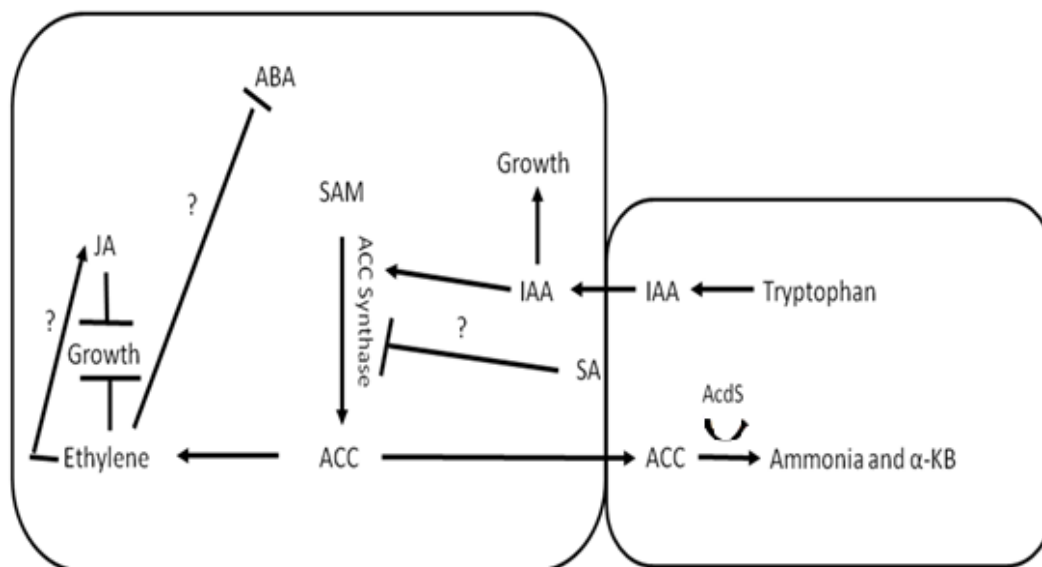 ABA
Growth
SAM
?
JA
ACC Synthase
IAA
IAA
Tryptophan
?
?
Growth
SA
AcdS
Ethylene
ACC
ACC
Ammonia and α-KB